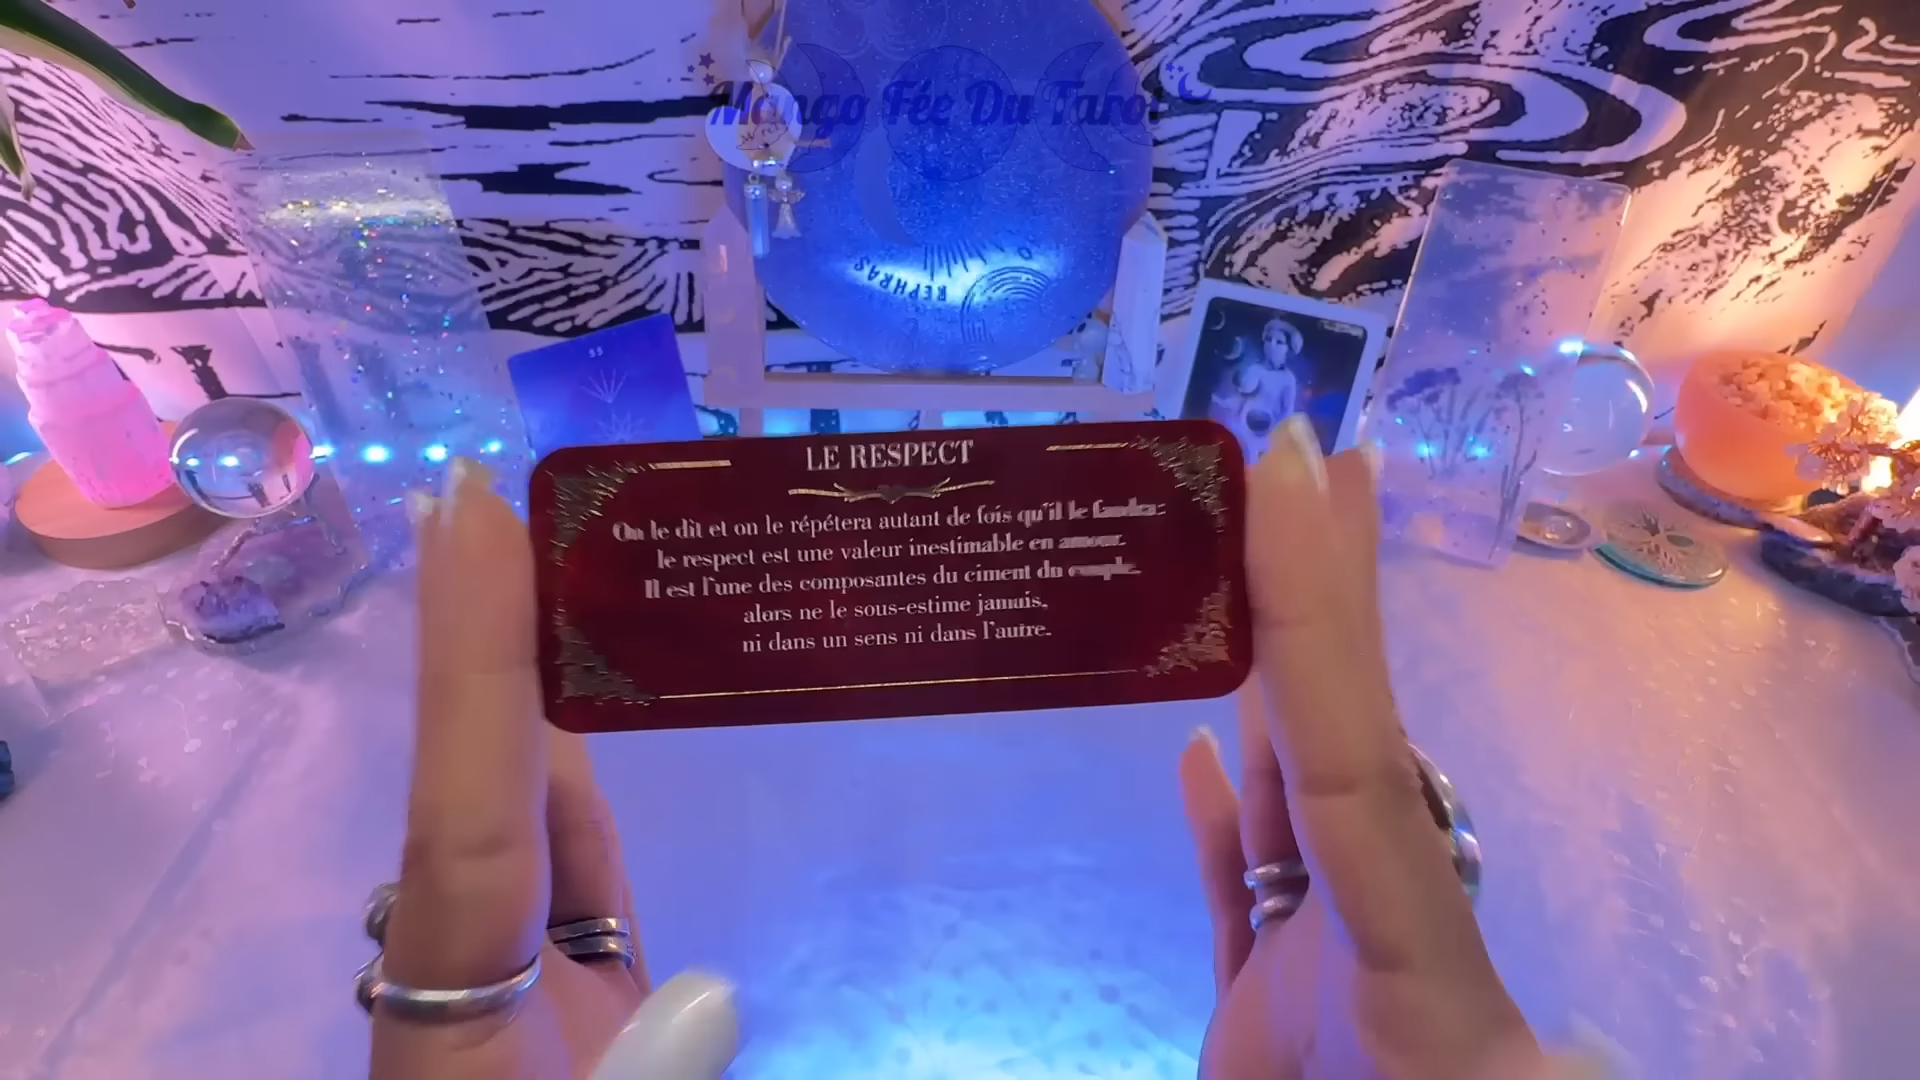 Mango Fée Du Tarot
REPHRAS
55
LE RESPECT
On le dit et on le répétera autant de fois qu'il le faudra:
le respect est une valeur inestimable en amour.
Il est l'une des composantes du ciment du couple.
alors ne le sous-estime jamais,
ni dans un sens ni dans l'autre.